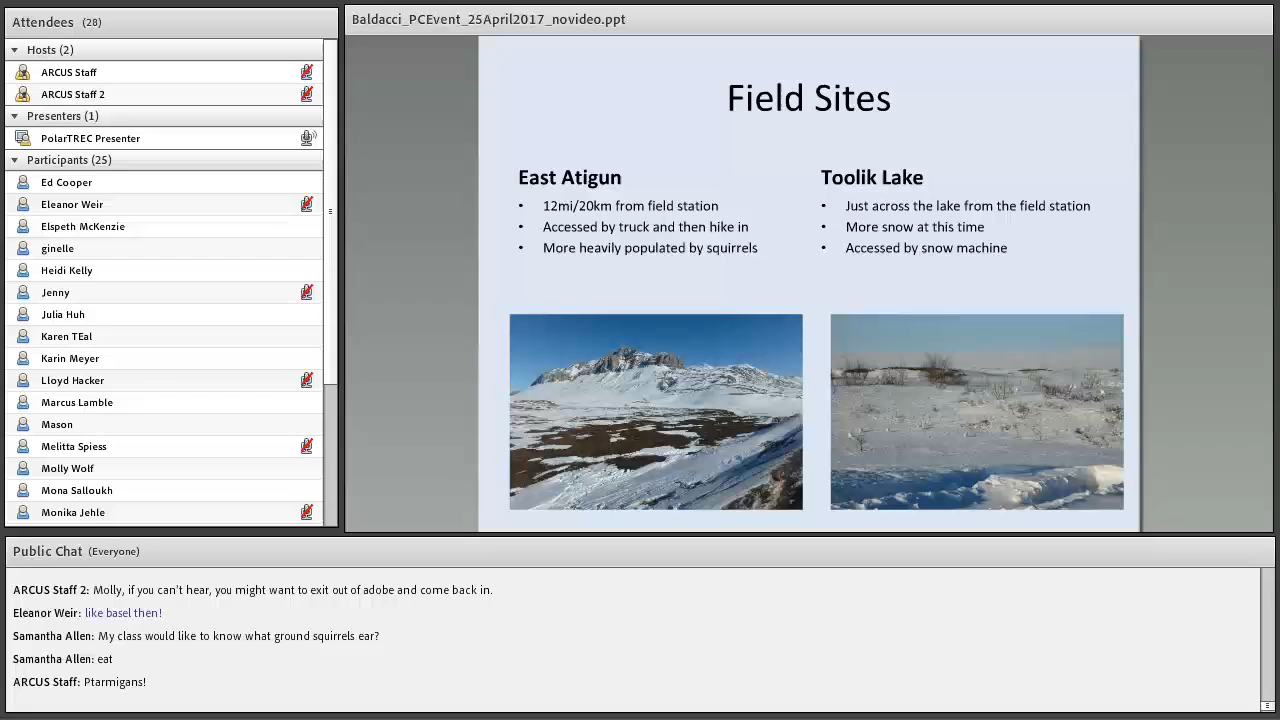 Attendees (28)
Hosts (2)
ARCUS Staff
ARCUS Staff 2
Presenters (1)
PolarTREC Presenter
Participants (25)
Ed Cooper
Eleanor Weir
Elspeth McKenzie
ginelle
Heidi Kelly
Jenny
Julia Huh
Karen TEal
Karin Meyer
Lloyd Hacker
Marcus Lamble
Mason
Melitta Spiess
Molly Wolf
Mona Salloukh
Monika Jehle
Baldacci_PCEvent_25April2017_novideo.ppt
Field Sites
East Atigun
• 12mi/20km from field station
• Accessed by truck and then hike in
• More heavily populated by squirrels
Toolik Lake
• Just across the lake from the field station
• More snow at this time
• Accessed by snow machine
Public Chat (Everyone)
ARCUS Staff 2: Molly, if you can't hear, you might want to exit out of adobe and come back in.
Eleanor Weir: like basel then!
Samantha Allen: My class would like to know what ground squirrels ear?
Samantha Allen: eat
ARCUS Staff: Ptarmigans!